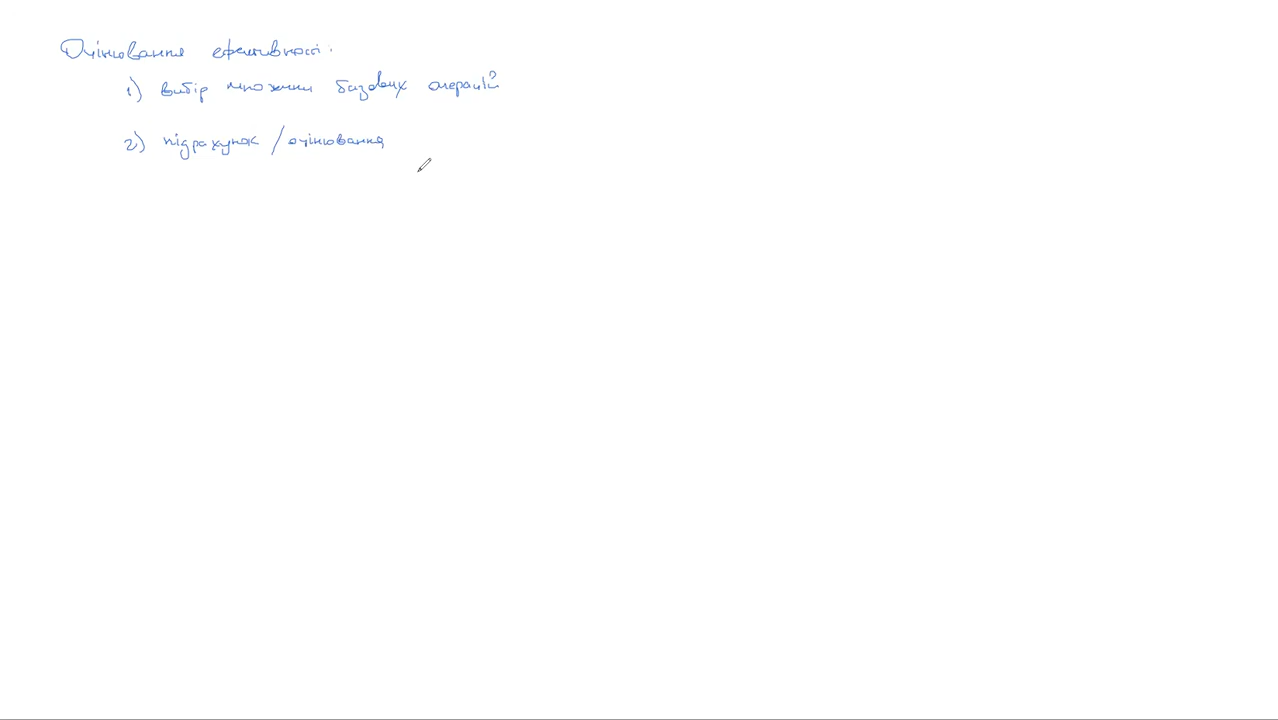 Оцінювання ефективності:
1) вибір множини базових операцій
2) підрахунок / оцінювання